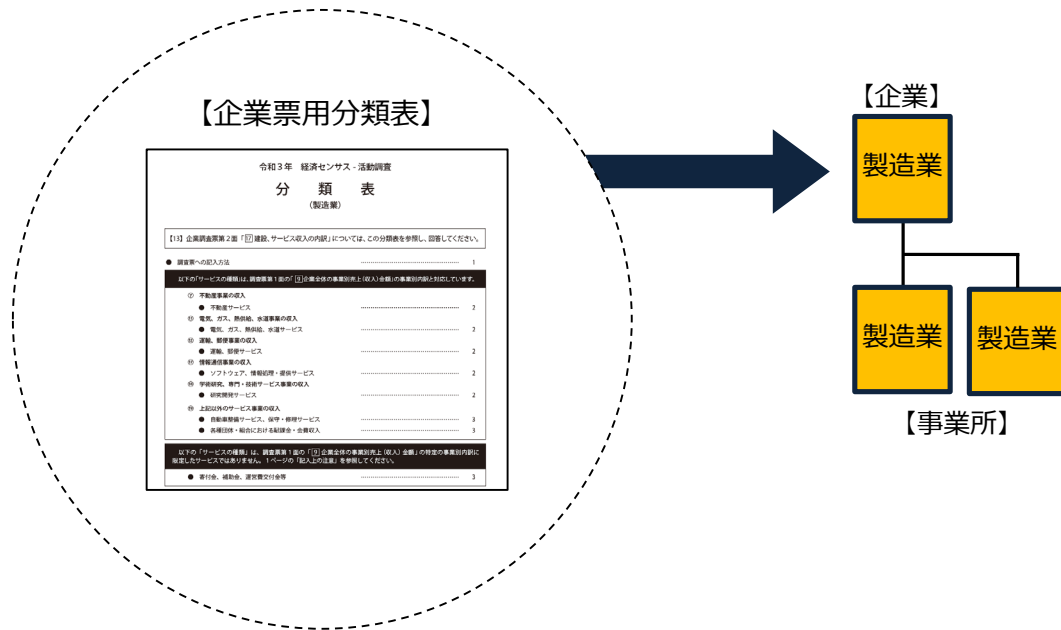 【企業票用分類表】
令和3年 経済センサス‐活動調査
分 類 表
(製造業)
【13】企業調査票第2面「17 建設、サービス収入の内訳」については、この分類表を参照し、回答してください。
● 調査票への記入方法 1
以下の「サービスの種類」は、調査票第1面の「9 企業全体の事業別売上(収入)金額」の事業別内訳と対応しています。
⑦ 不動産事業の収入
● 不動産サービス 2
電気、ガス、熱供給、水道事業の収入
● 電気、ガス、熱供給、水道サービス 2
運輸、郵便事業の収入
● 運輸、郵便サービス 2
情報通信事業の収入
● ソフトウェア、情報処理・提供サービス 2
学術研究、専門・技術サービス事業の収入
● 研究開発サービス 2
上記以外のサービス事業の収入
● 自動車整備サービス、保守・修理サービス 3
● 各種団体・組合における賦課金・会費収入 3
以下の「サービスの種類」は、調査票第1面の「9 企業全体の事業別売上(収入)金額」の特定の事業別内訳に
限定したサービスではありません。1ページの「記入上の注意」を参照してください。
● 寄付金、補助金、運営費交付金等 3
【企業】
製造業
製造業
製造業
【事業所】